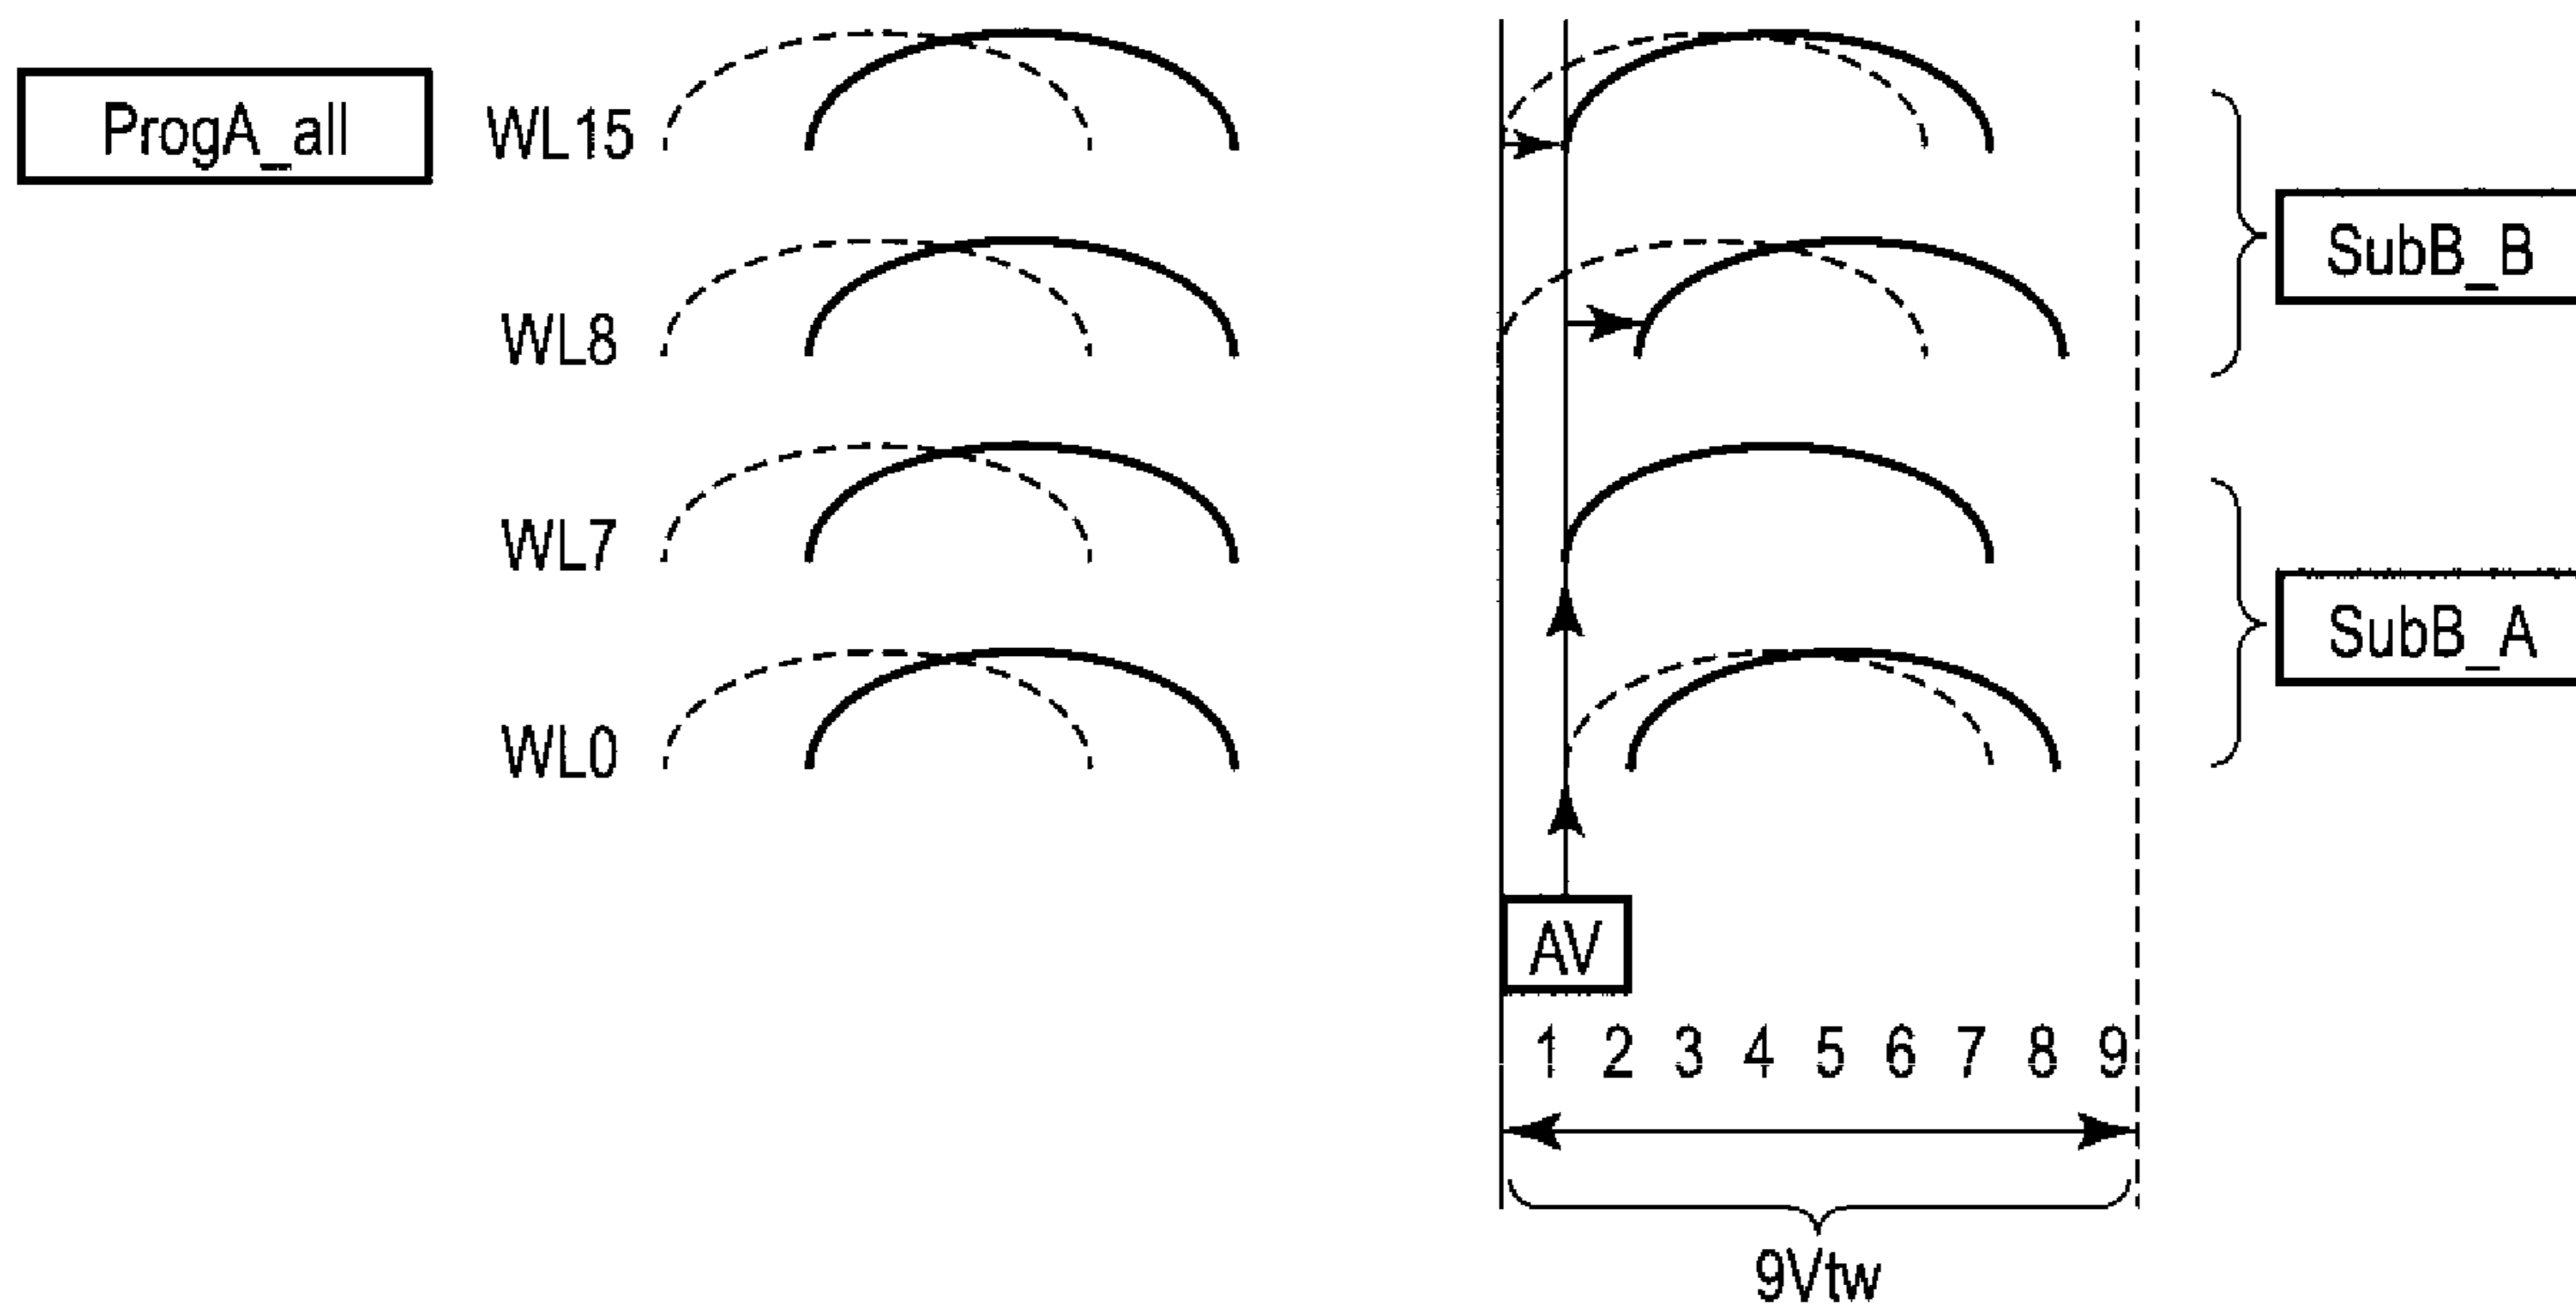 ProgA_all
WL15
SubB_B
WL8
WL7
SubB_A
WL0
AV
1 2 3 4 5 6 7 8 9
9Vtw